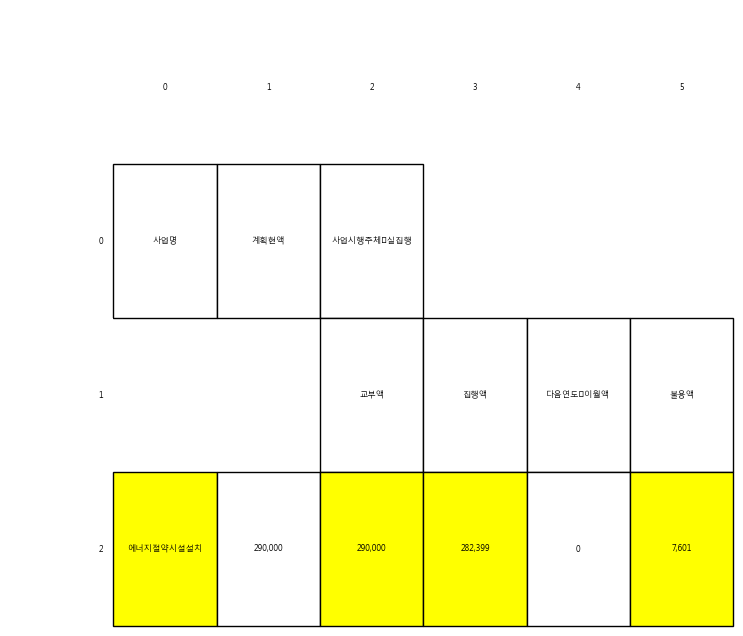 0 1 2 3 4 5
0 사업명 계획현액 사업시행주체▯실집행
1 교부액 집행액 다음연도▯이월액 불용액
2 에너지절약시설설치 290,000 290,000 282,399 0 7,601